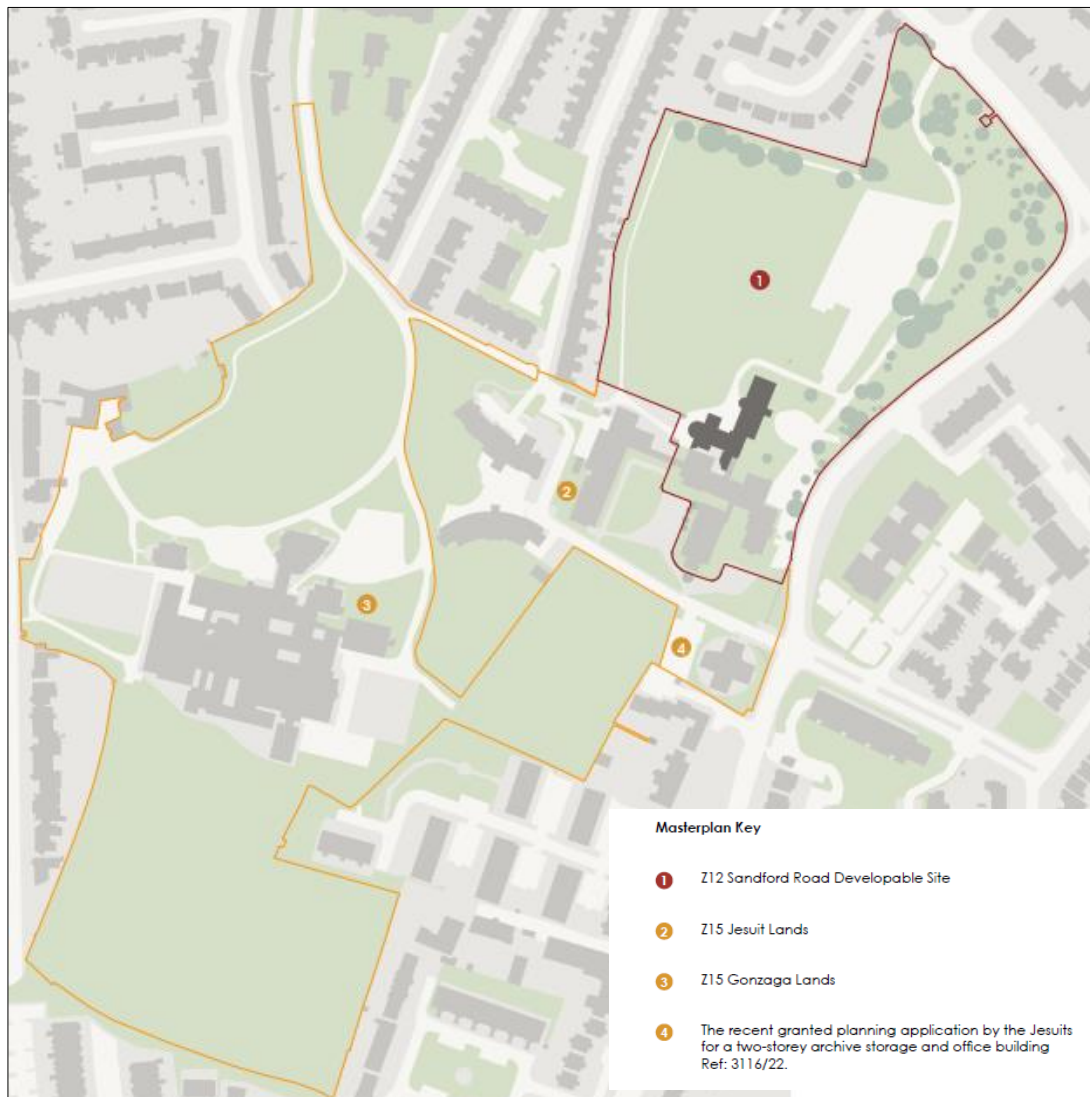 1
2
3
4
Masterplan Key
1 Z12 Sandford Road Developable Site
2 Z15 Jesuit Lands
3 Z15 Gonzaga Lands
4 The recent granted planning application by the Jesuits
for a two-storey archive storage and office building
Ref: 3116/22.